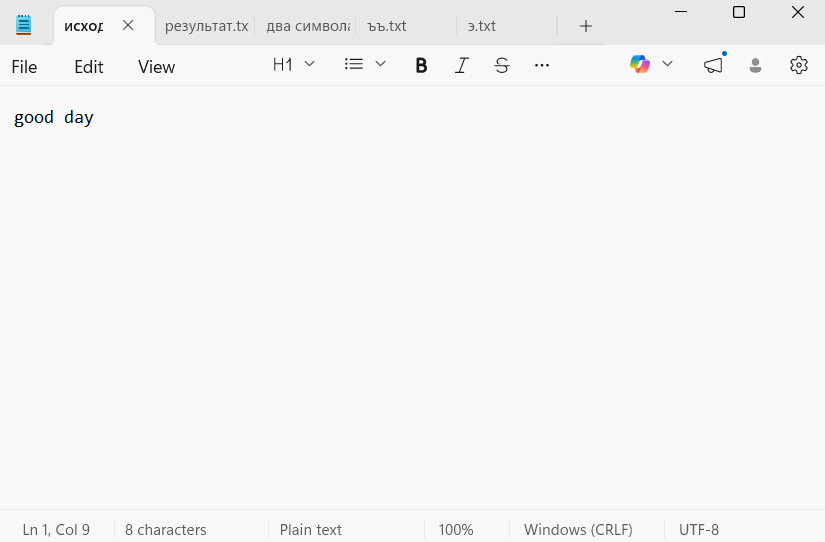 исход результат.tx два символа ъъ.txt э.txt
File Edit View H1 B I S ...
good day
Ln 1, Col 9 8 characters Plain text 100% Windows (CRLF) UTF-8